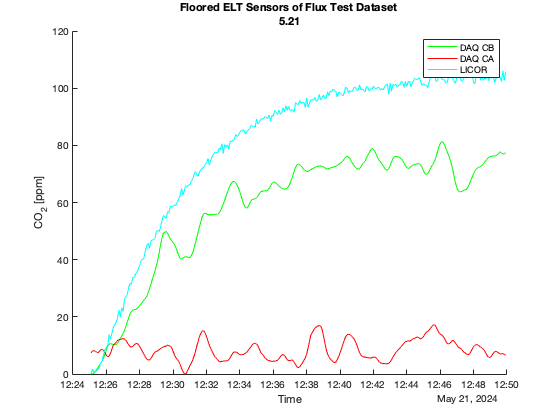 Floored ELT Sensors of Flux Test Dataset
5.21
DAQ CB
DAQ CA
LICOR
CO2 [ppm]
120
100
80
60
40
20
0
12:24 12:26 12:28 12:30 12:32 12:34 12:36 12:38 12:40 12:42 12:44 12:46 12:48 12:50
Time
May 21, 2024